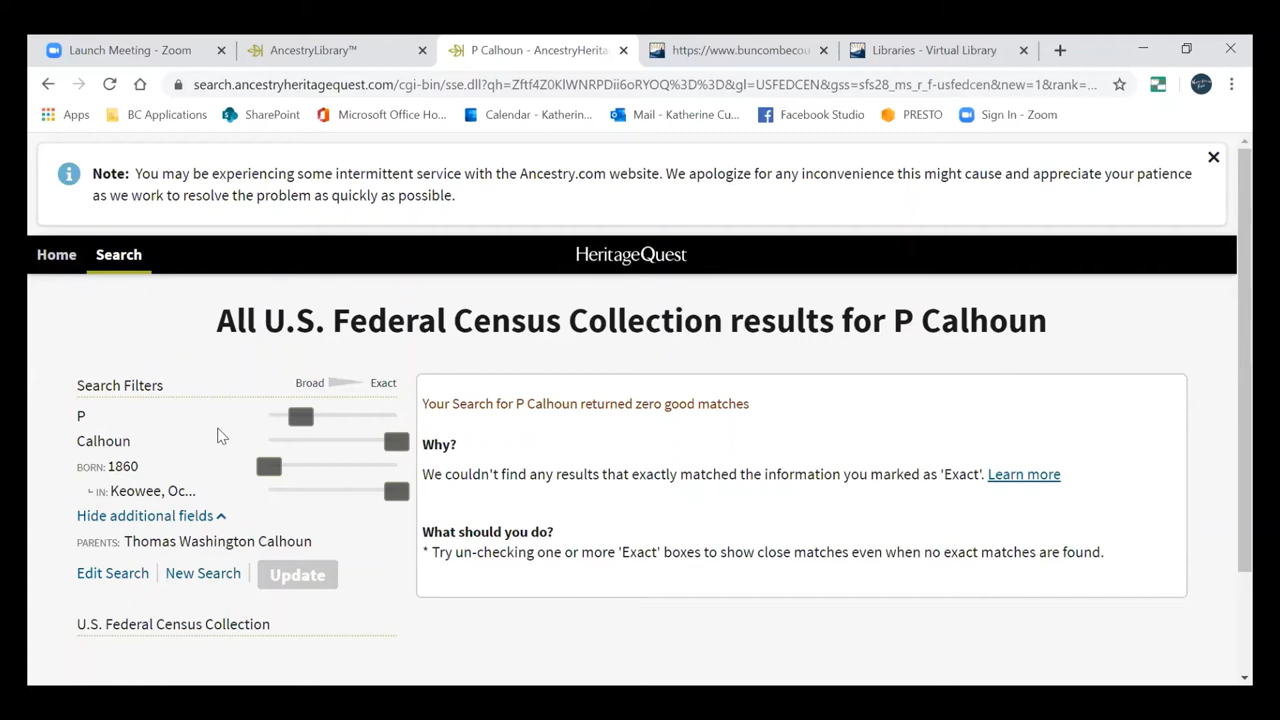 Launch Meeting - Zoom
AncestryLibrary™
P Calhoun - AncestryHerita
https://www.buncombecou
Libraries - Virtual Library
search.ancestryheritagequest.com/cgi-bin/sse.dll?qh=Zftf4Z0KlWNRPDii6oRYOQ%3D%3D&gl=USFEDCEN&gss=sfs28_ms_r_f-usfedcen&new=1&rank=...
Apps
BC Applications
SharePoint
Microsoft Office Ho...
Calendar - Katherin...
Mail - Katherine Cu...
Facebook Studio
PRESTO
Sign In - Zoom
Note: You may be experiencing some intermittent service with the Ancestry.com website. We apologize for any inconvenience this might cause and appreciate your patience
as we work to resolve the problem as quickly as possible.
Home
Search
HeritageQuest
All U.S. Federal Census Collection results for P Calhoun
Search Filters
Broad
Exact
P
Calhoun
BORN: 1860
IN: Keowee, Oc...
Hide additional fields
PARENTS: Thomas Washington Calhoun
Edit Search
New Search
Update
U.S. Federal Census Collection
Your Search for P Calhoun returned zero good matches
Why?
We couldn't find any results that exactly matched the information you marked as 'Exact'. Learn more
What should you do?
* Try un-checking one or more 'Exact' boxes to show close matches even when no exact matches are found.